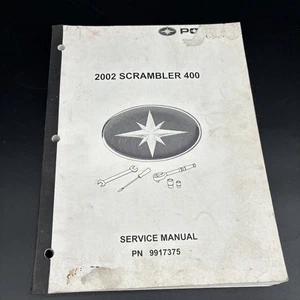 2002 SCRAMBLER 400
SERVICE MANUAL
PN 9917375